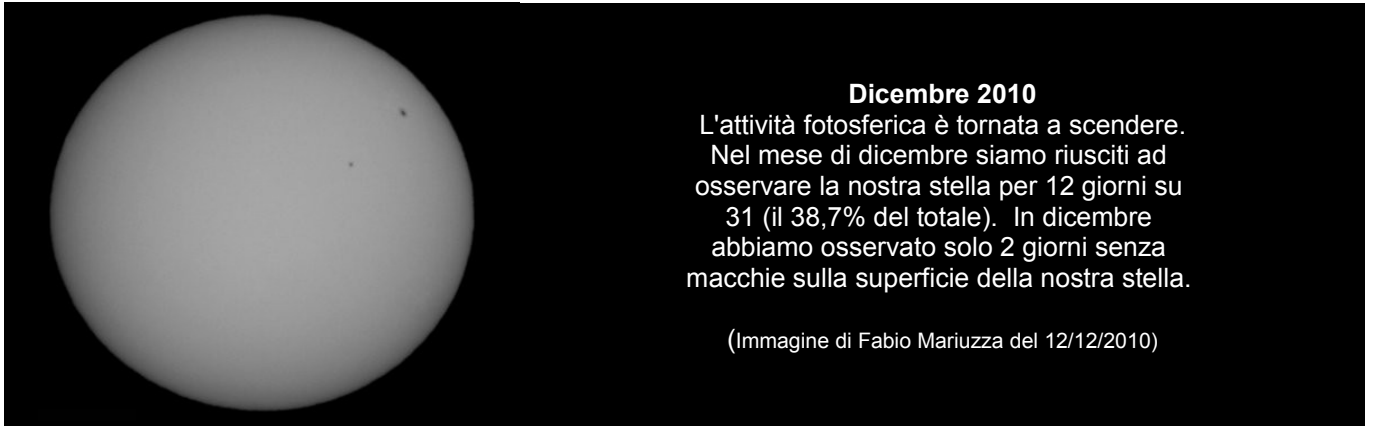 Dicembre 2010
L'attività fotosferica è tornata a scendere.
Nel mese di dicembre siamo riusciti ad
osservare la nostra stella per 12 giorni su
31 (il 38,7% del totale).  In dicembre
abbiamo osservato solo 2 giorni senza
macchie sulla superficie della nostra stella.
(Immagine di Fabio Mariuzza del 12/12/2010)